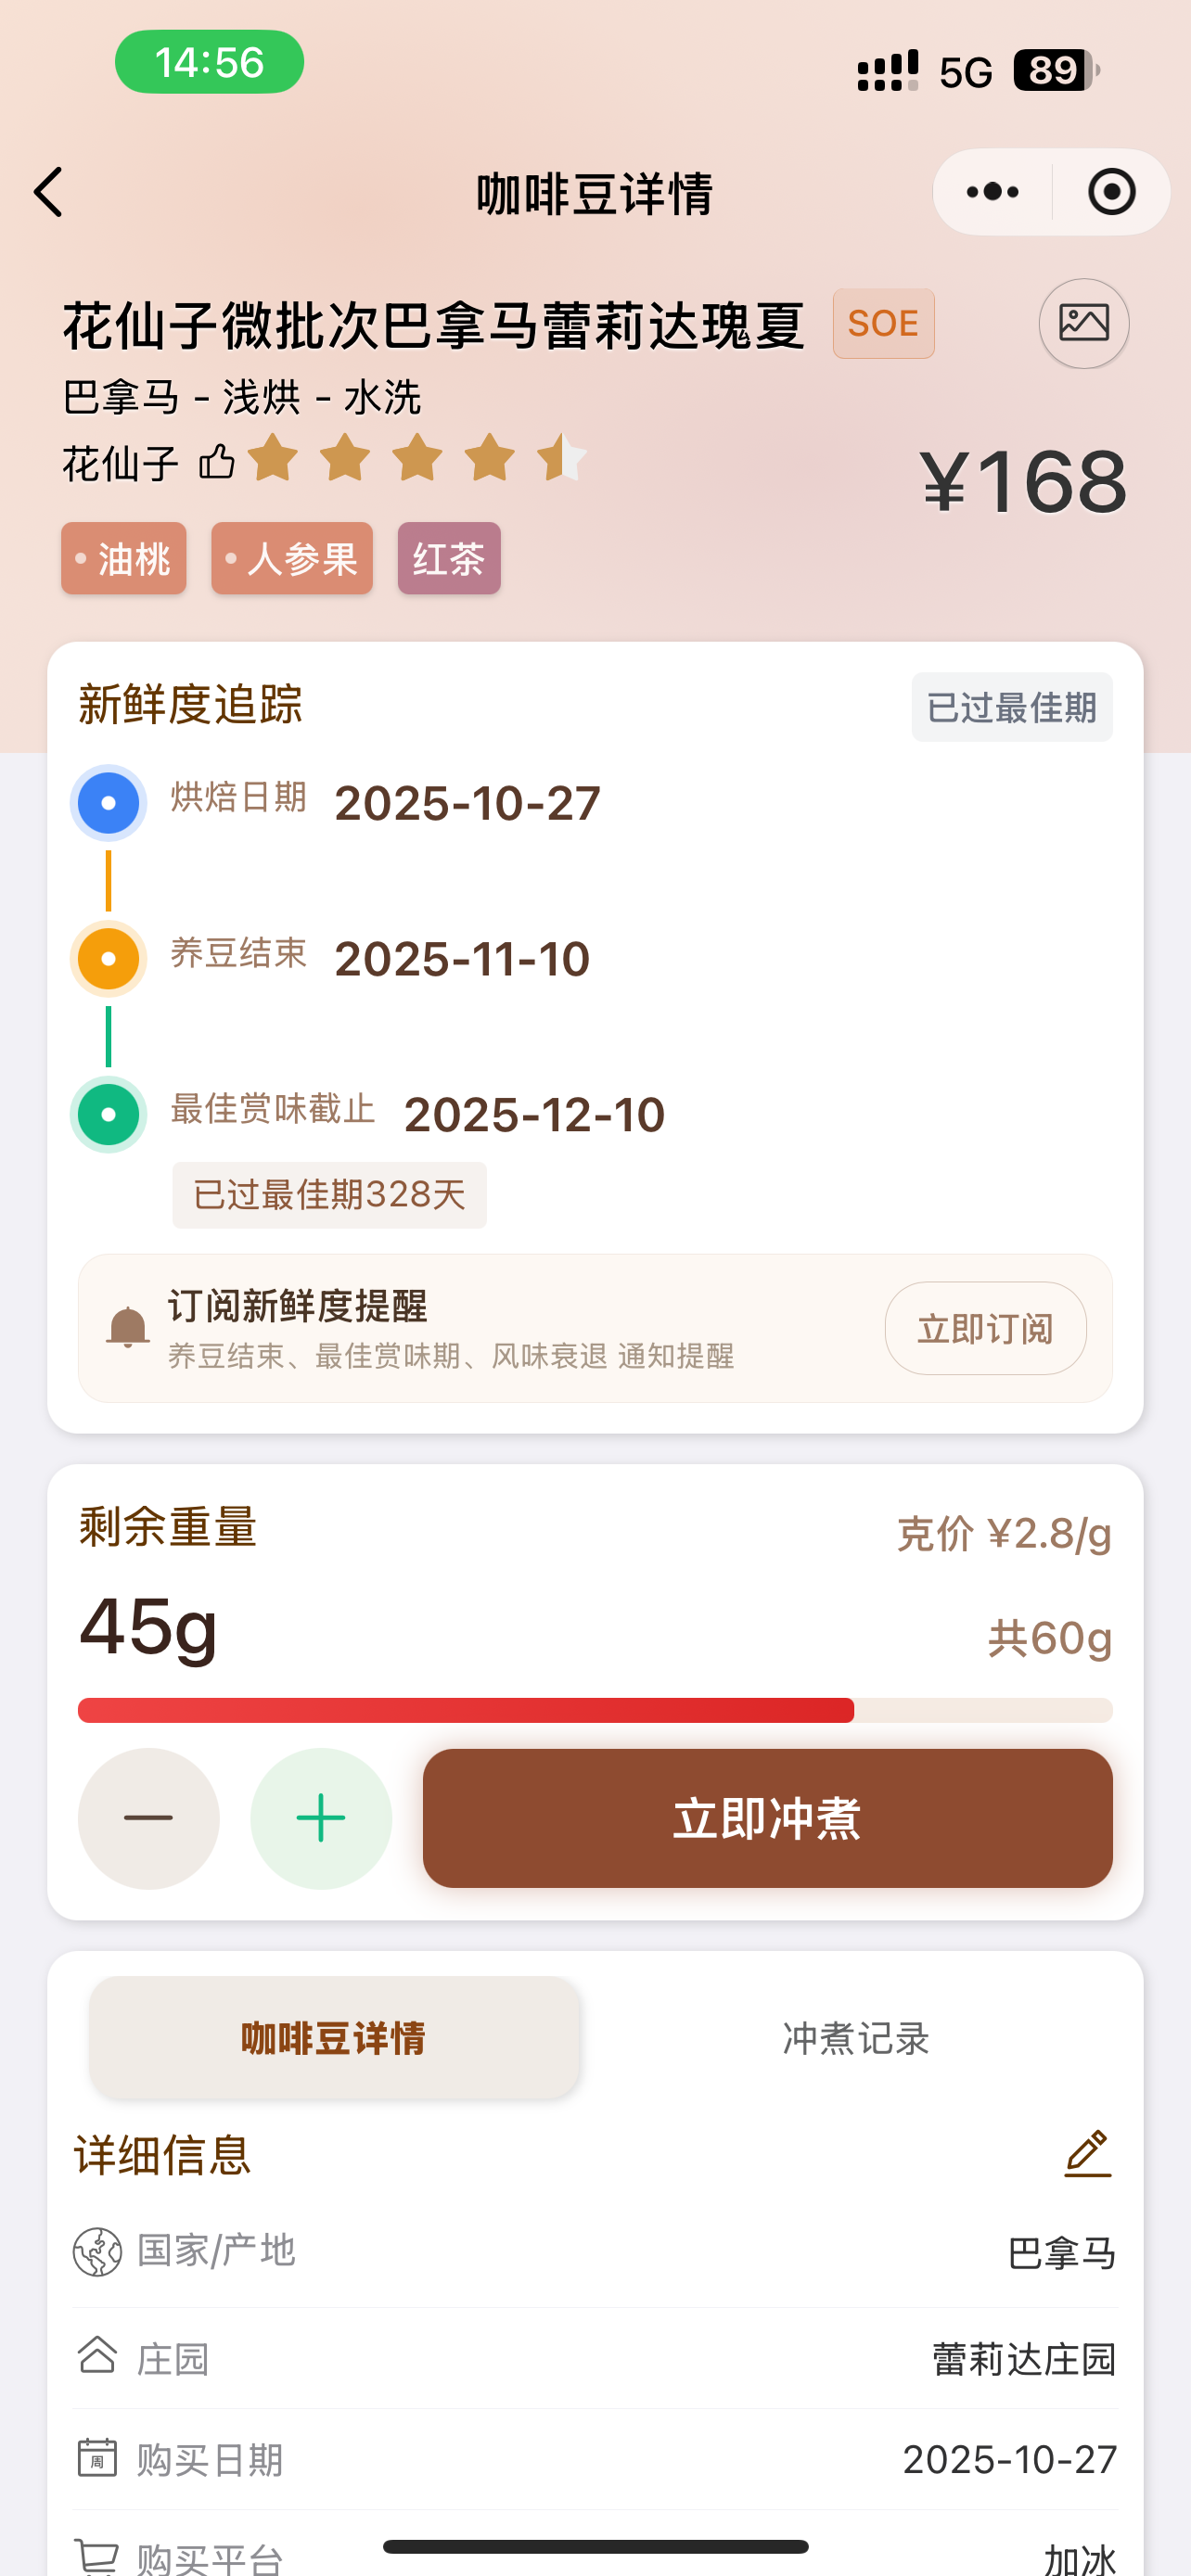 14:56 5G 89
咖啡豆详情
花仙子微批次巴拿马蕾莉达瑰夏 SOE
巴拿马 - 浅烘 - 水洗
花仙子
¥168
油桃 人参果 红茶
新鲜度追踪 已过最佳期
烘焙日期 2025-10-27
养豆结束 2025-11-10
最佳赏味截止 2025-12-10
已过最佳期328天
订阅新鲜度提醒
养豆结束、最佳赏味期、风味衰退 通知提醒
立即订阅
剩余重量 克价 ¥2.8/g
45g 共60g
立即冲煮
咖啡豆详情 冲煮记录
详细信息
国家/产地 巴拿马
庄园 蕾莉达庄园
周 购买日期 2025-10-27
购买平台 加冰